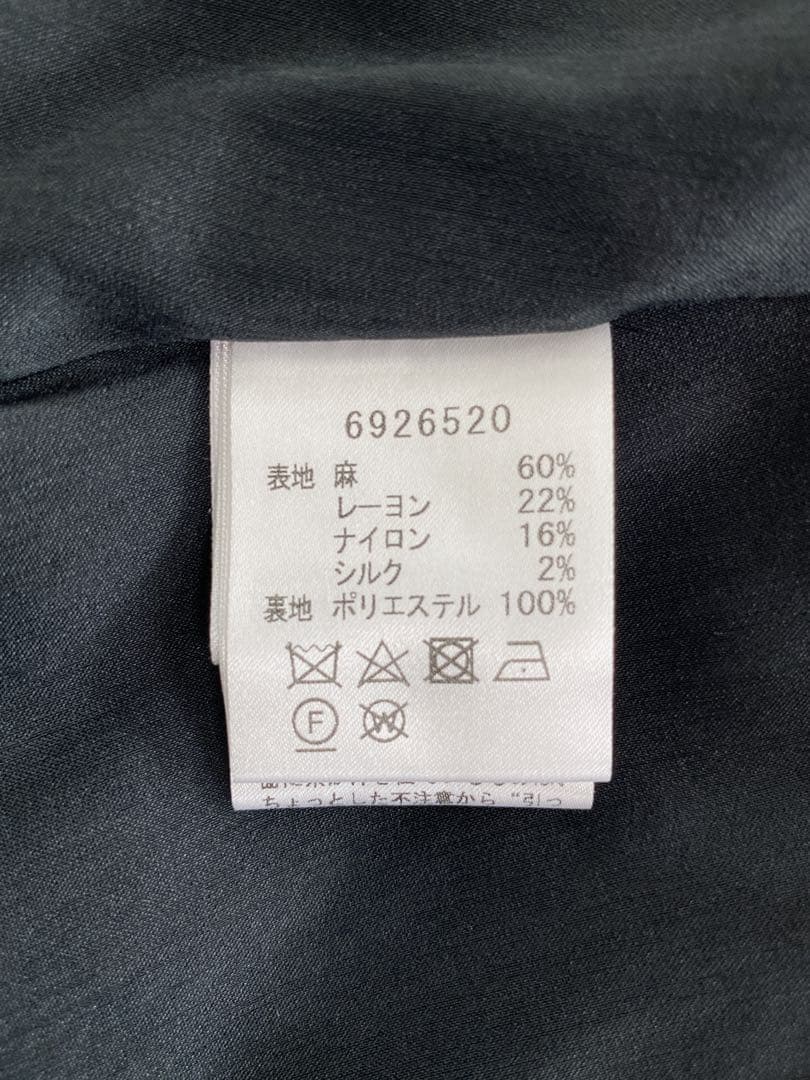 6926520
表地 麻 60%
レーヨン 22%
ナイロン 16%
シルク 2%
裏地 ポリエステル 100%
F W
ちょっとした不注意から "引っ